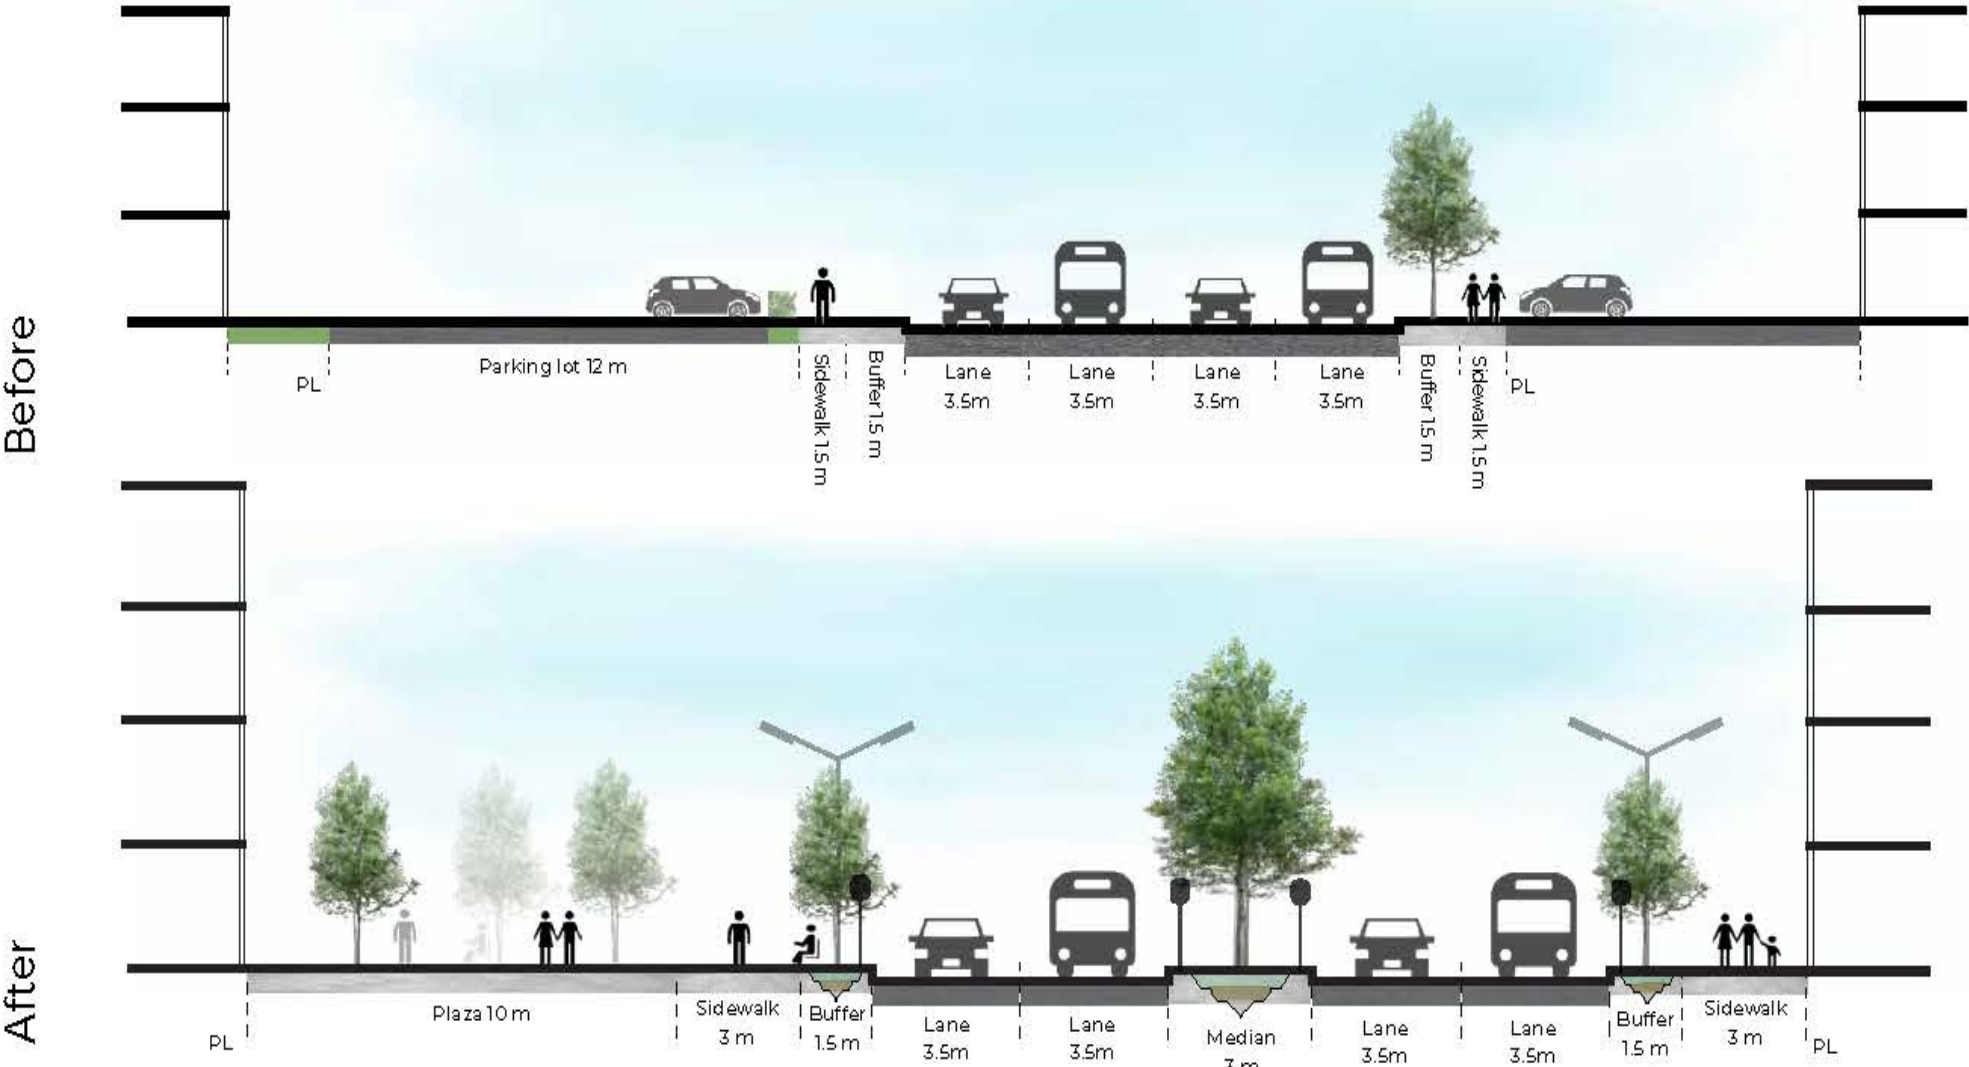 Before
PL
Parking lot 12 m
Sidewalk 1.5 m
Buffer 1.5 m
Lane
3.5m
Lane
3.5m
Lane
3.5m
Lane
3.5m
Buffer 1.5 m
Sidewalk 1.5 m
PL
After
PL
Plaza 10 m
Sidewalk
3 m
Buffer
1.5 m
Lane
3.5m
Lane
3.5m
Median
3 m
Lane
3.5m
Lane
3.5m
Buffer
1.5 m
Sidewalk
3 m
PL